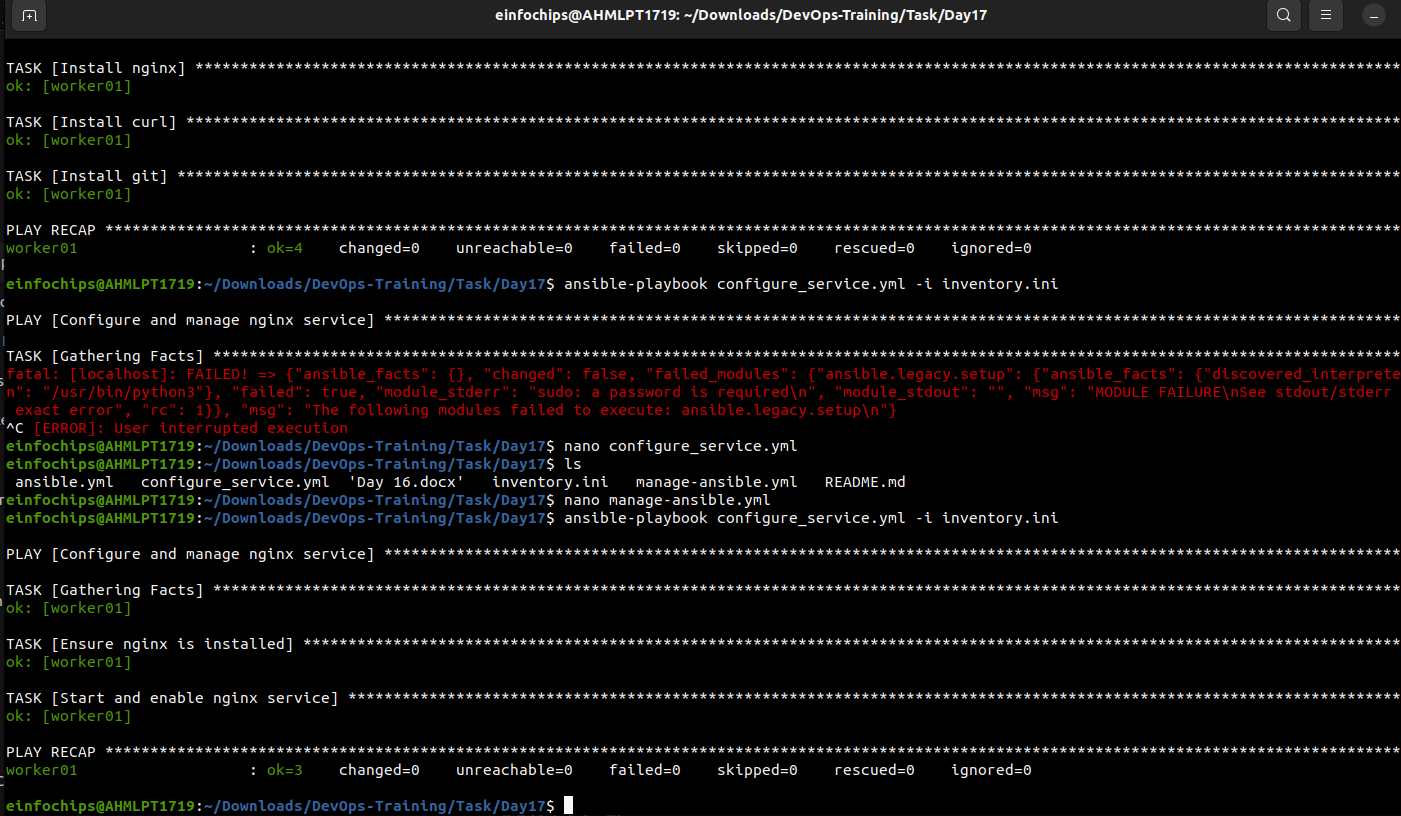 einfochips@AHMLPT1719: ~/Downloads/DevOps-Training/Task/Day17
TASK [Install nginx] **************************************************************************************************************************************
ok: [worker01]
TASK [Install curl] ***************************************************************************************************************************************
ok: [worker01]
TASK [Install git] ****************************************************************************************************************************************
ok: [worker01]
PLAY RECAP ************************************************************************************************************************************************
worker01                   : ok=4    changed=0    unreachable=0    failed=0    skipped=0    rescued=0    ignored=0
einfochips@AHMLPT1719:~/Downloads/DevOps-Training/Task/Day17$ ansible-playbook configure_service.yml -i inventory.ini
PLAY [Configure and manage nginx service] *****************************************************************************************************************
TASK [Gathering Facts] ************************************************************************************************************************************
fatal: [localhost]: FAILED! => {"ansible_facts": {}, "changed": false, "failed_modules": {"ansible.legacy.setup": {"ansible_facts": {"discovered_interprete
n": "/usr/bin/python3"}, "failed": true, "module_stderr": "sudo: a password is required\n", "module_stdout": "", "msg": "MODULE FAILURE\nSee stdout/stderr
 exact error", "rc": 1}}, "msg": "The following modules failed to execute: ansible.legacy.setup\n"}
^C [ERROR]: User interrupted execution
einfochips@AHMLPT1719:~/Downloads/DevOps-Training/Task/Day17$ nano configure_service.yml
einfochips@AHMLPT1719:~/Downloads/DevOps-Training/Task/Day17$ ls
 ansible.yml   configure_service.yml  'Day 16.docx'   inventory.ini   manage-ansible.yml   README.md
einfochips@AHMLPT1719:~/Downloads/DevOps-Training/Task/Day17$ nano manage-ansible.yml
einfochips@AHMLPT1719:~/Downloads/DevOps-Training/Task/Day17$ ansible-playbook configure_service.yml -i inventory.ini
PLAY [Configure and manage nginx service] *****************************************************************************************************************
TASK [Gathering Facts] ************************************************************************************************************************************
ok: [worker01]
TASK [Ensure nginx is installed] **************************************************************************************************************************
ok: [worker01]
TASK [Start and enable nginx service] *********************************************************************************************************************
ok: [worker01]
PLAY RECAP ************************************************************************************************************************************************
worker01                   : ok=3    changed=0    unreachable=0    failed=0    skipped=0    rescued=0    ignored=0
einfochips@AHMLPT1719:~/Downloads/DevOps-Training/Task/Day17$